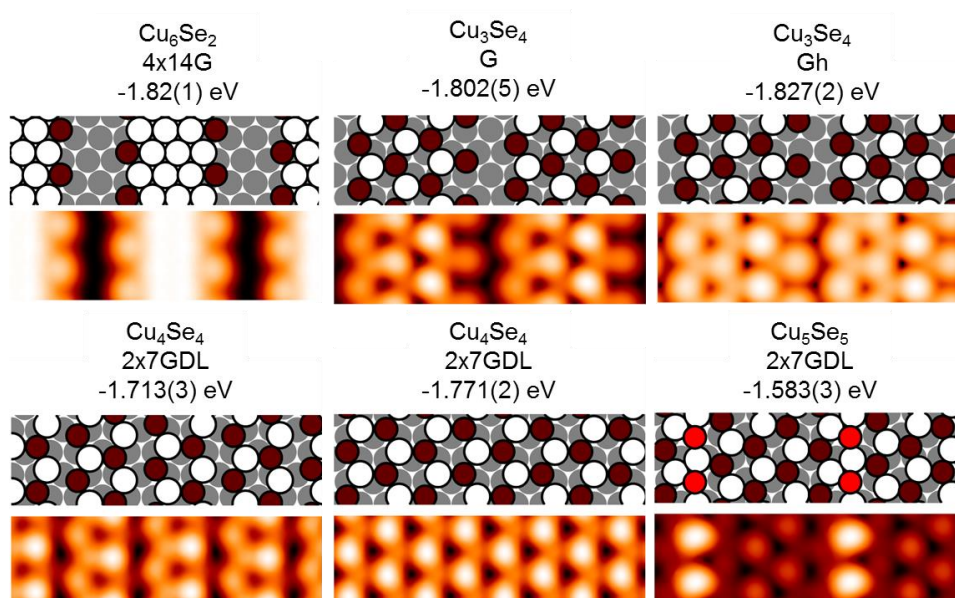 Cu₆Se₂
4x14G
-1.82(1) eV
Cu₃Se₄
G
-1.802(5) eV
Cu₃Se₄
Gh
-1.827(2) eV
Cu₄Se₄
2x7GDL
-1.713(3) eV
Cu₄Se₄
2x7GDL
-1.771(2) eV
Cu₅Se₅
2x7GDL
-1.583(3) eV